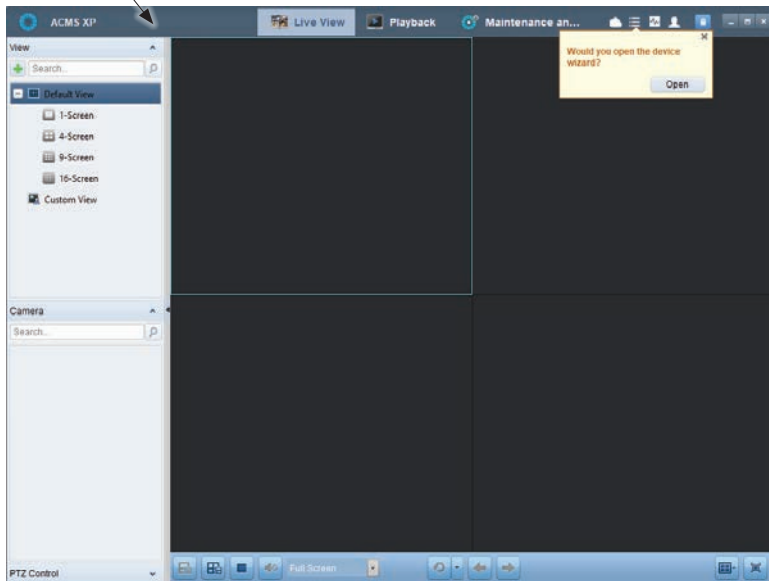 ACMS XP
Live View
Playback
Maintenance an...
View
Search...
Default View
1-Screen
4-Screen
9-Screen
16-Screen
Custom View
Would you open the device
wizard?
Open
Camera
Search...
PTZ Control
Full Screen